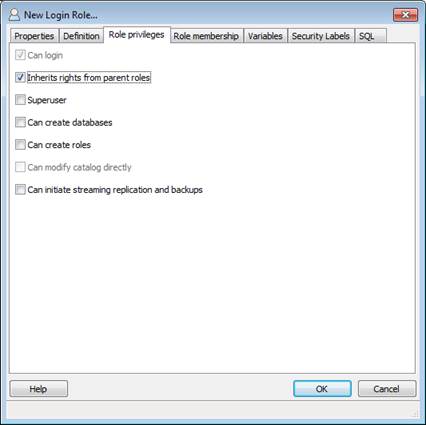 New Login Role...
Properties Definition Role privileges Role membership Variables Security Labels SQL
Can login
Inherits rights from parent roles
Superuser
Can create databases
Can create roles
Can modify catalog directly
Can initiate streaming replication and backups
Help OK Cancel